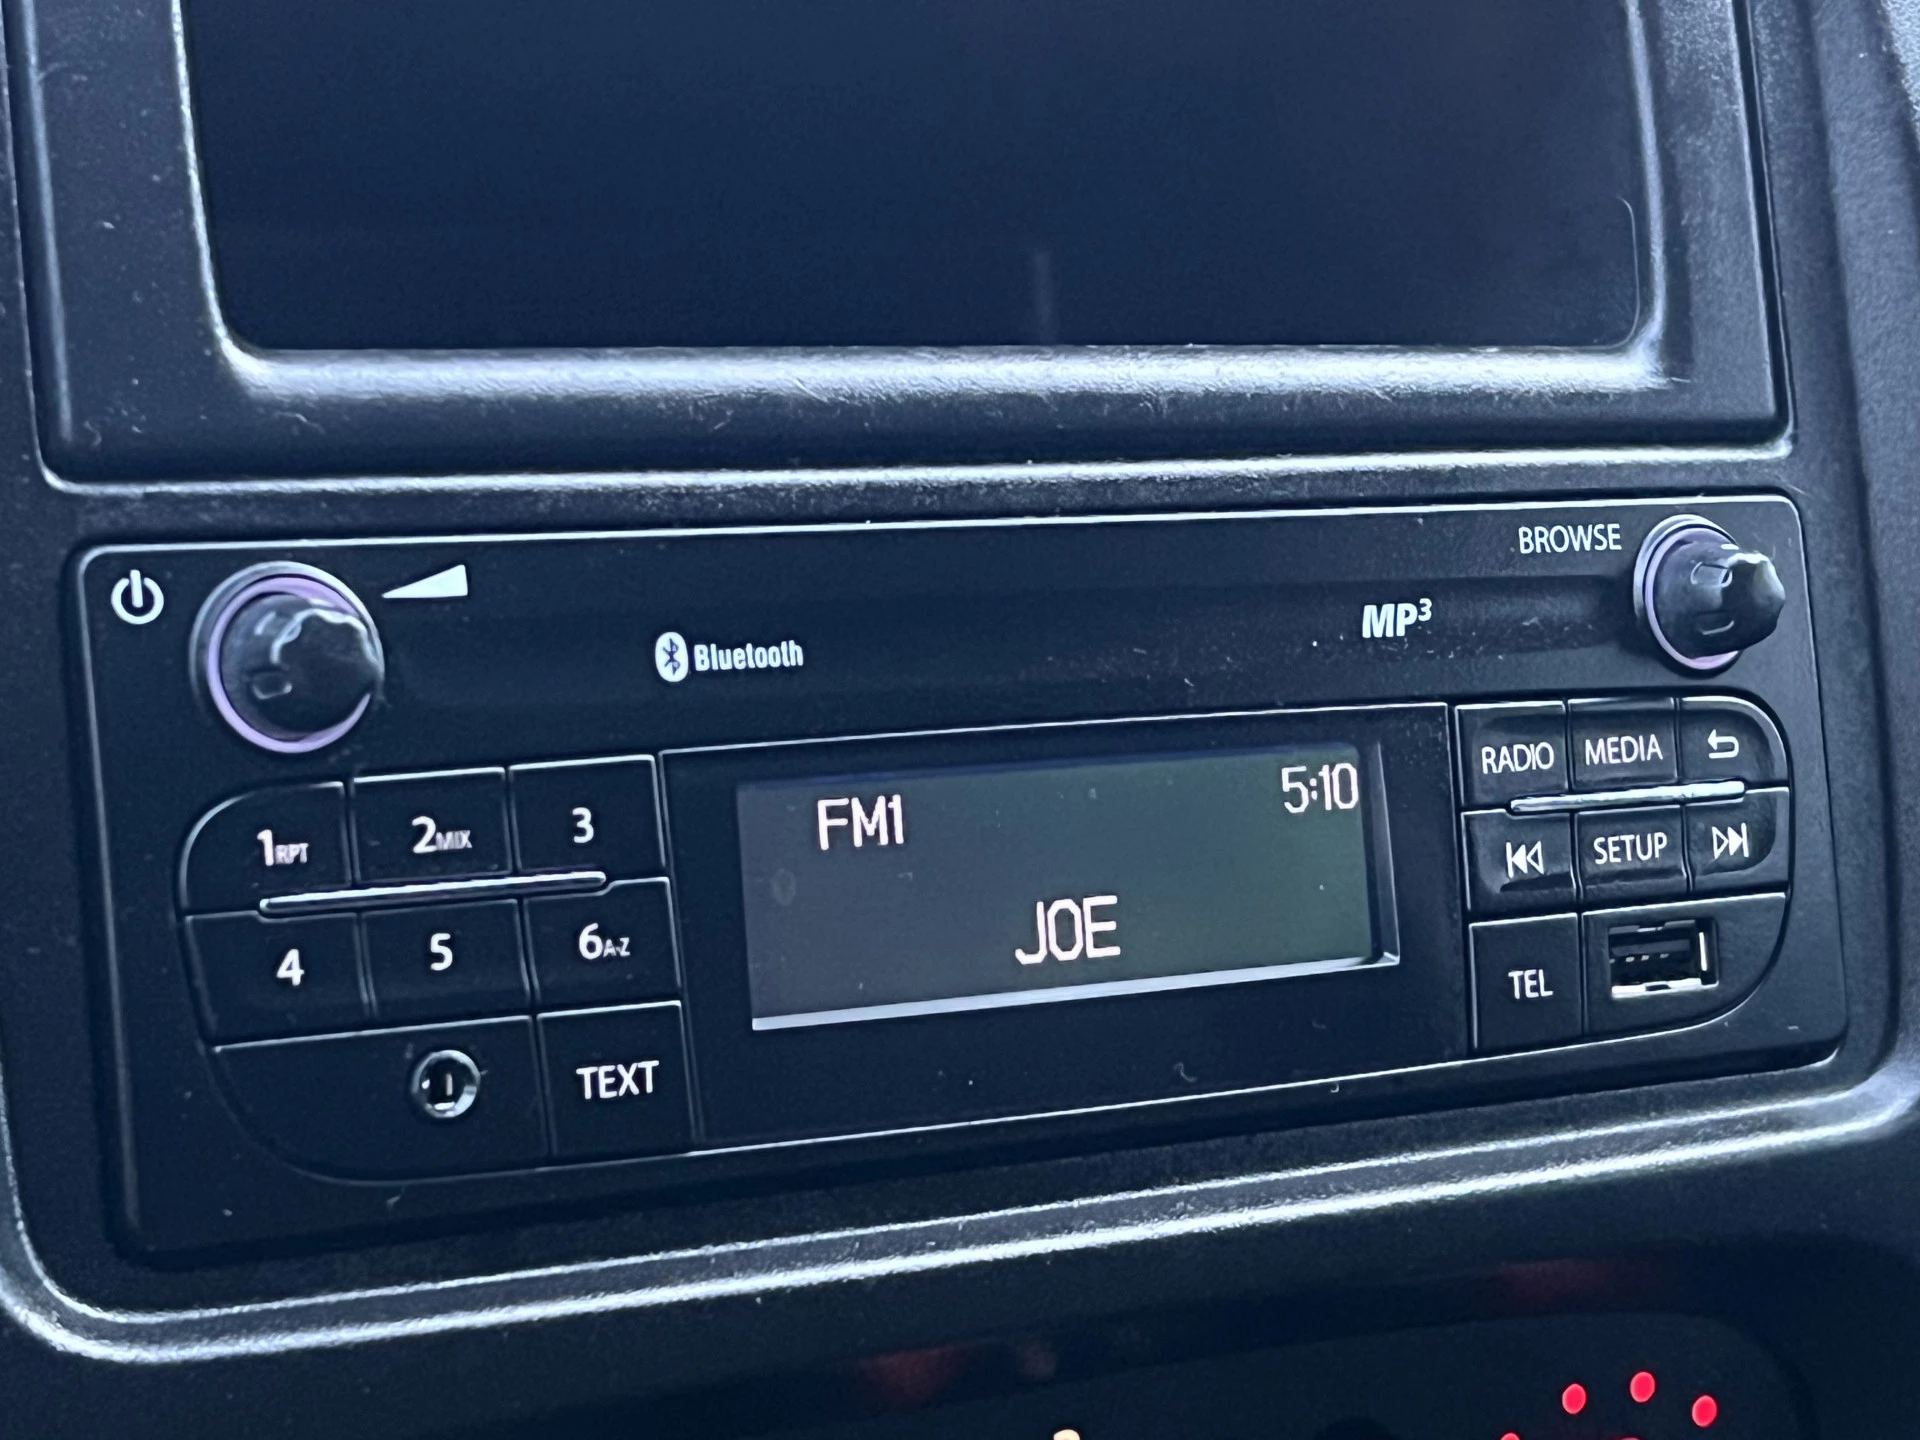 BROWSE
MP3
Bluetooth
RADIO MEDIA
FM1 5:10
1RPT 2MIX 3
SETUP
JOE
4 5 6A-Z
TEL
TEXT